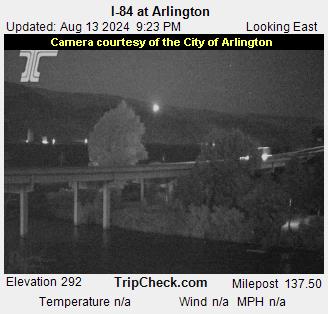 I-84 at Arlington
Updated: Aug 13 2024 9:23 PM Looking East
Camera courtesy of the City of Arlington
Elevation 292 TripCheck.com Milepost 137.50
Temperature n/a Wind n/a MPH n/a